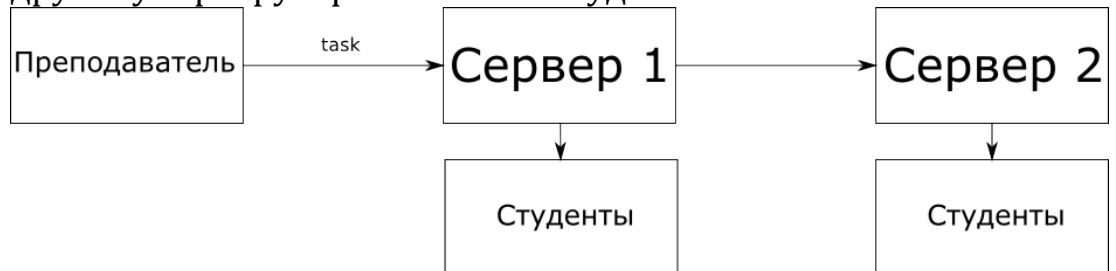 task
Преподаватель
Сервер 1
Сервер 2
Студенты
Студенты